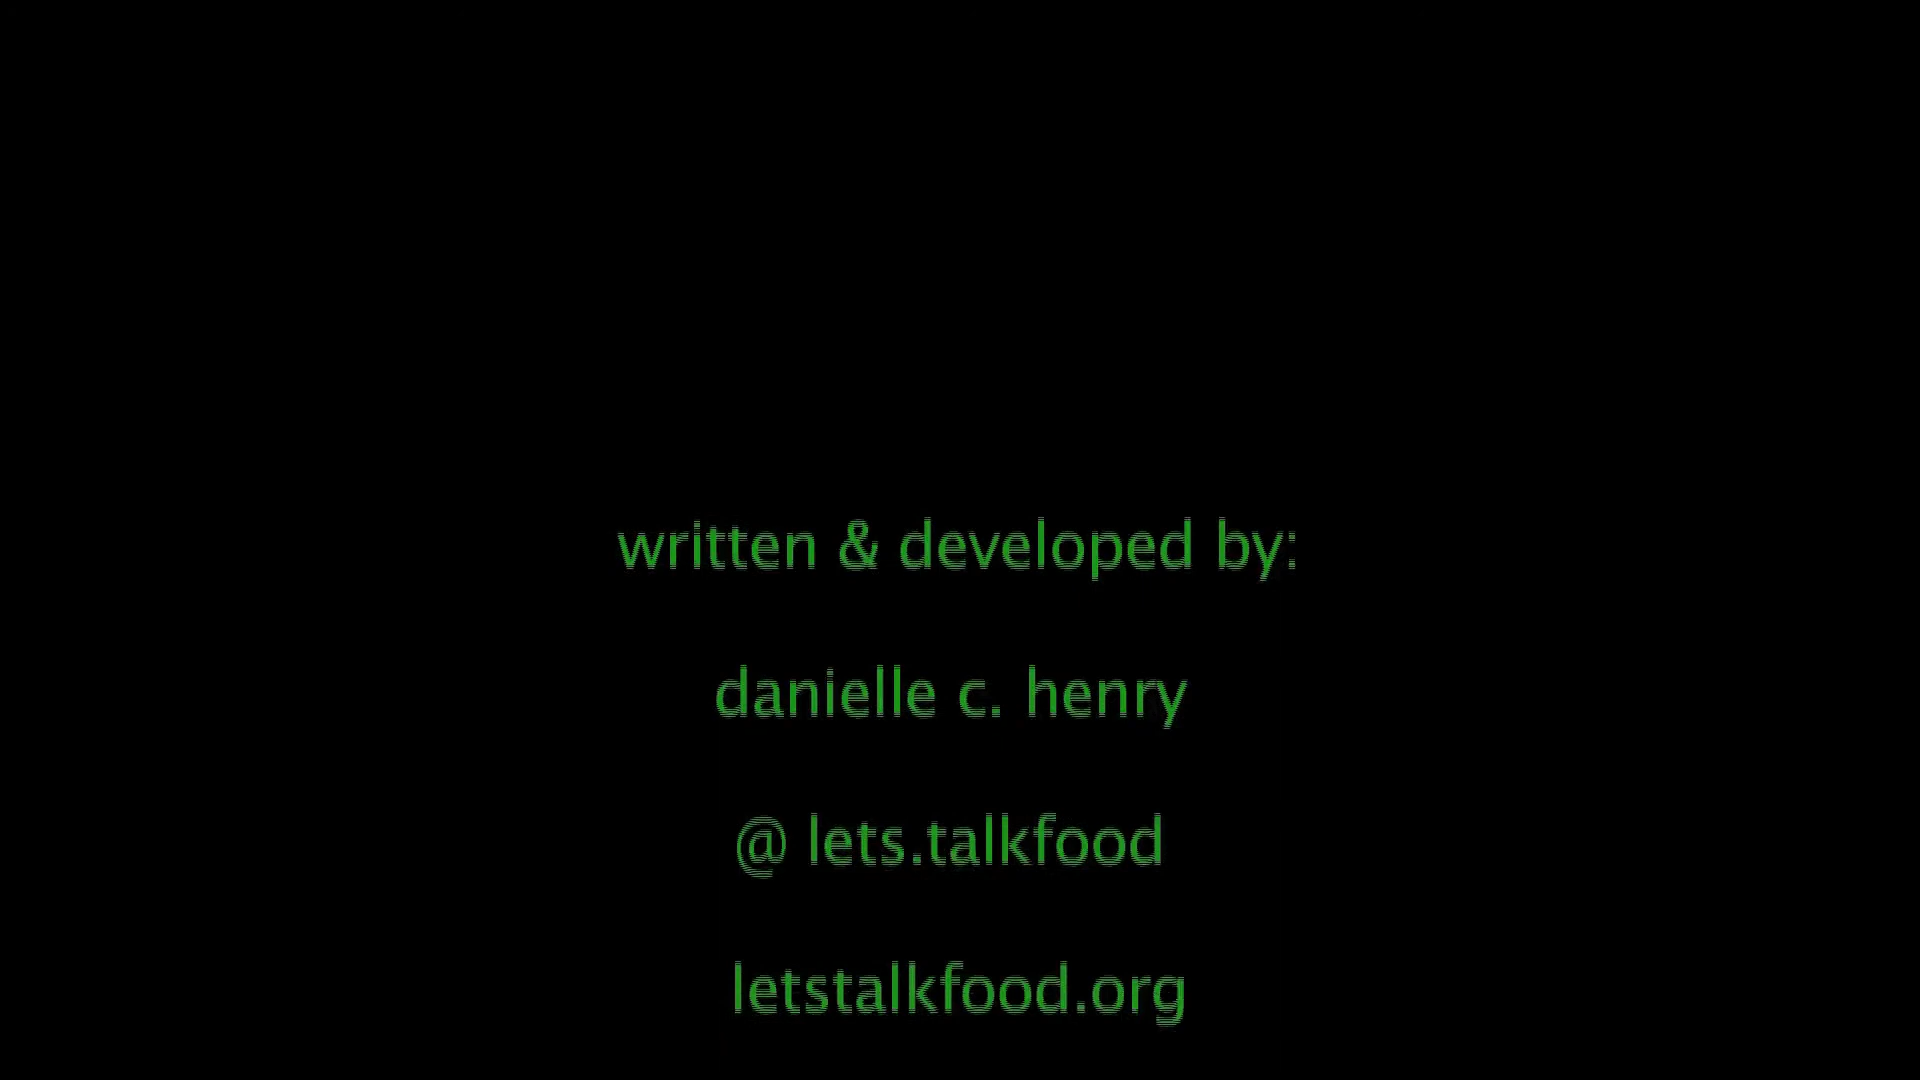 written & developed by:
danielle c. henry
@ lets.talkfood
letstalkfood.org